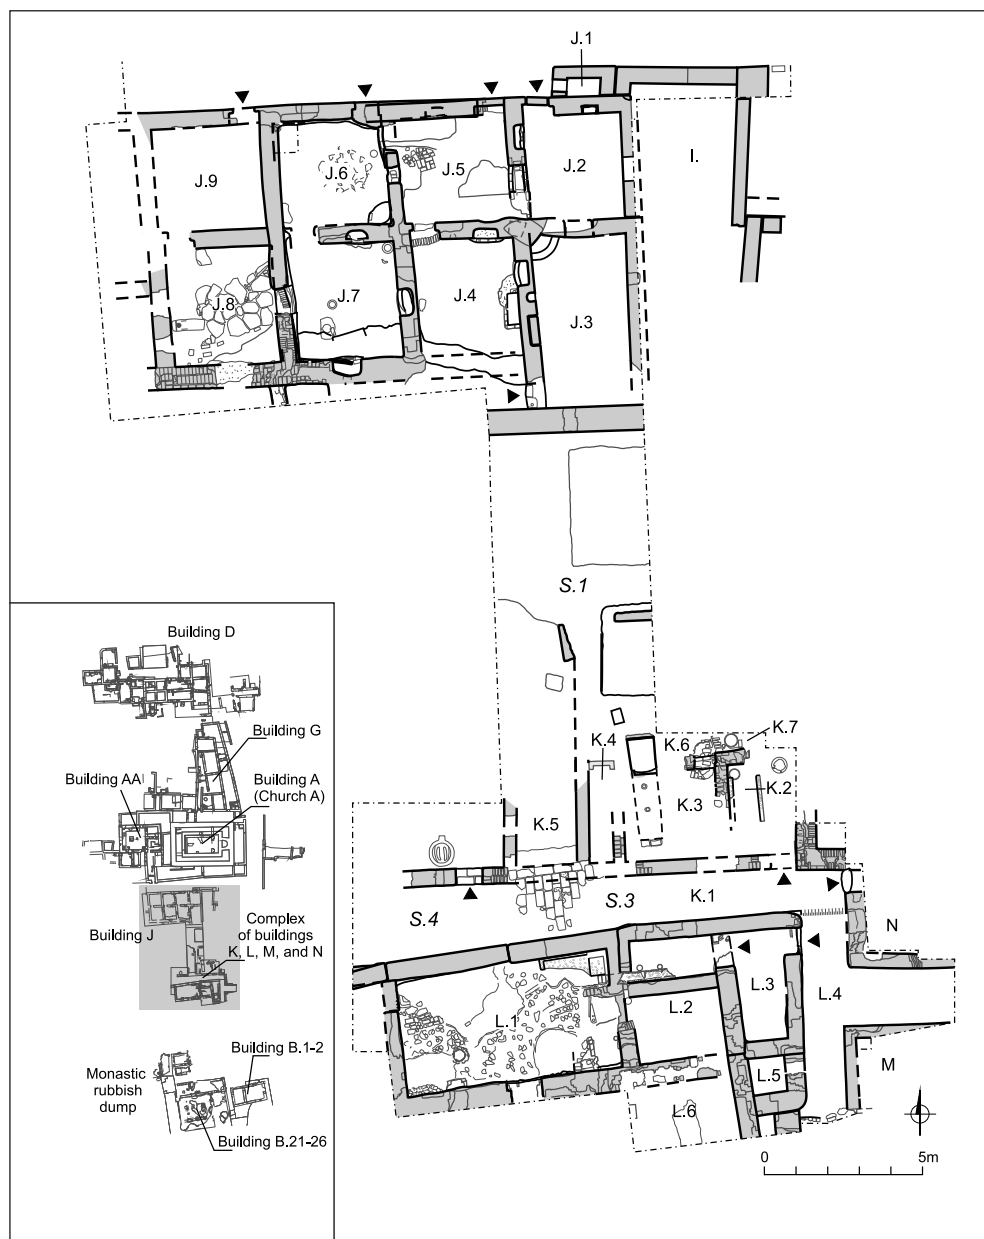 J.1
I.
J.9
J.6
J.5
J.2
J.8
J.7
J.4
J.3
S.1
K.7
K.4
K.6
K.2
K.3
K.5
S.4
S.3
K.1
N
L.3
L.4
L.1
L.2
L.5
M
L.6
0
5m
Building D
Building G
Building AA
Building A
(Church A)
Building J
Complex
of buildings
K, L, M, and N
Building B.1-2
Monastic
rubbish
dump
Building B.21-26